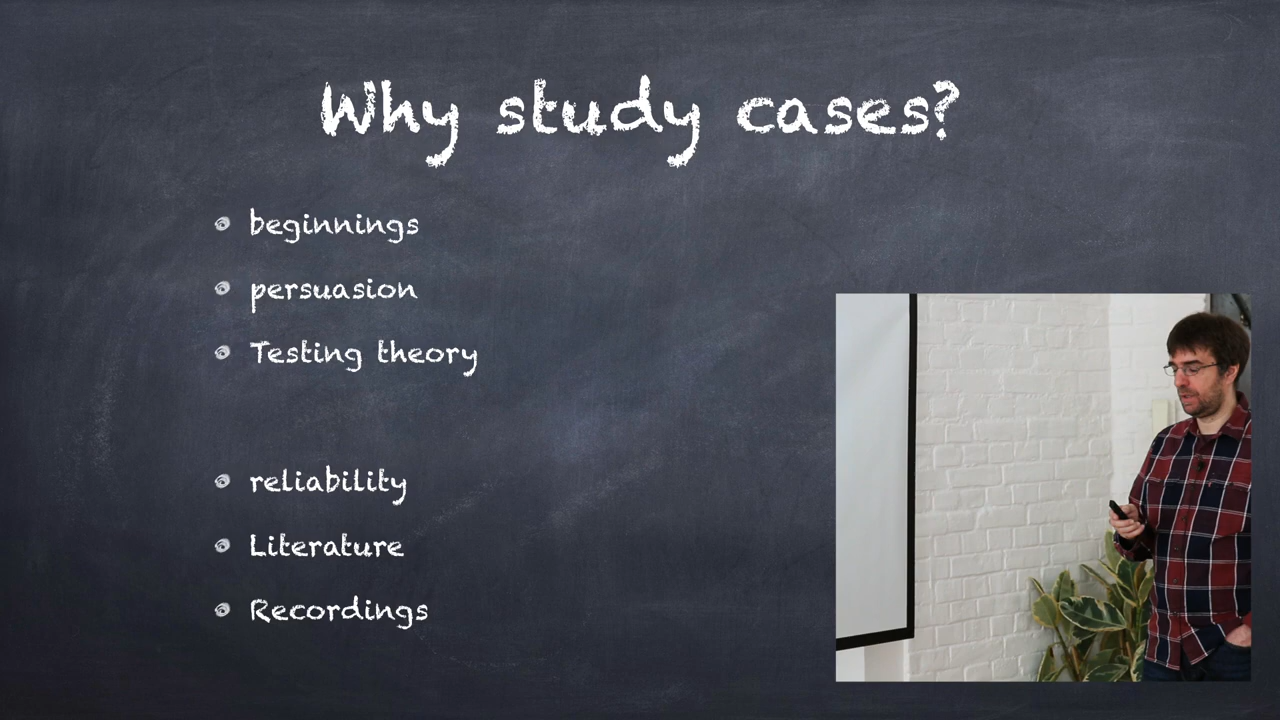 Why study cases?
beginnings
persuasion
Testing theory
reliability
Literature
Recordings